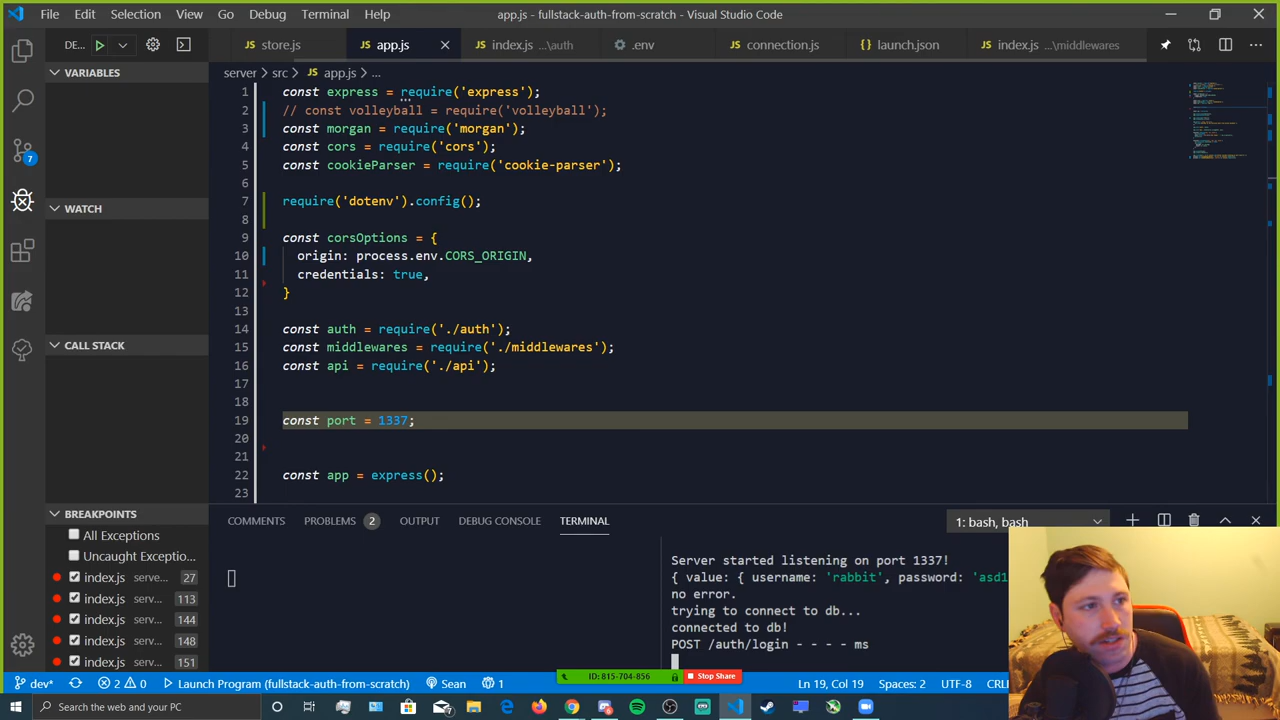 File Edit Selection View Go Debug Terminal Help
app.js - fullstack-auth-from-scratch - Visual Studio Code
DE...
store.js
app.js
index.js ...\auth
.env
connection.js
{ } launch.json
index.js ...\middlewares
VARIABLES
WATCH
CALL STACK
BREAKPOINTS
All Exceptions
Uncaught Exceptio...
index.js serve... 27
index.js serv... 113
index.js serv... 144
index.js serv... 148
index.js serv... 151
7
server > src > app.js > ...
1 const express = require('express');
2 // const volleyball = require('volleyball');
3 const morgan = require('morgan');
4 const cors = require('cors');
5 const cookieParser = require('cookie-parser');
6
7 require('dotenv').config();
8
9 const corsOptions = {
10 origin: process.env.CORS_ORIGIN,
11 credentials: true,
12 }
13
14 const auth = require('./auth');
15 const middlewares = require('./middlewares');
16 const api = require('./api');
17
18
19 const port = 1337;
20
21
22 const app = express();
23
COMMENTS PROBLEMS 2 OUTPUT DEBUG CONSOLE TERMINAL
1: bash, bash
Server started listening on port 1337!
{ value: { username: 'rabbit', password: 'asd1
no error.
trying to connect to db...
connected to db!
POST /auth/login - - - - ms
dev* 2 0 Launch Program (fullstack-auth-from-scratch) Sean 1
ID: 815-704-856 Stop Share
Ln 19, Col 19 Spaces: 2 UTF-8 CRL
Search the web and your PC